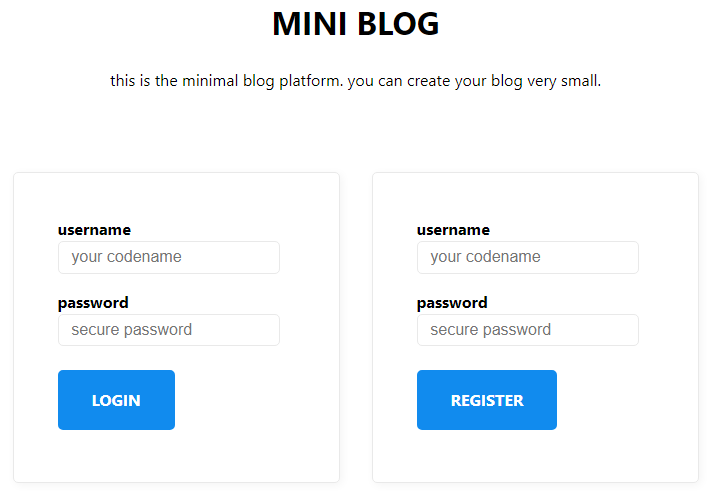 MINI BLOG
this is the minimal blog platform. you can create your blog very small.
username
your codename
password
secure password
LOGIN
username
your codename
password
secure password
REGISTER